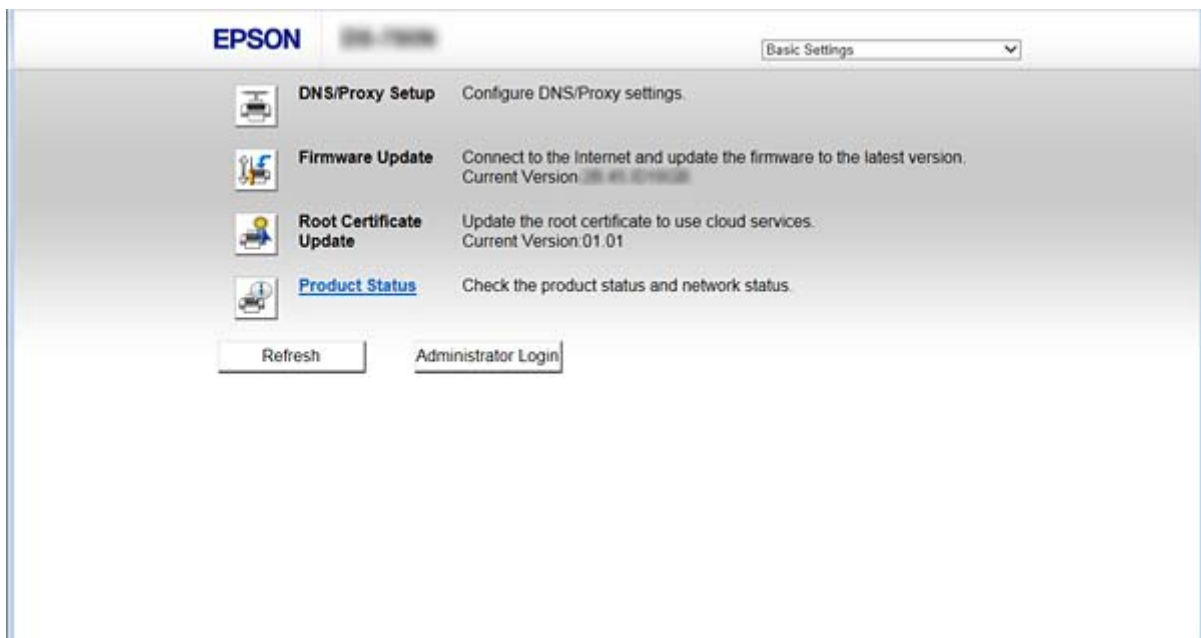 EPSON
Basic Settings
DNS/Proxy Setup Configure DNS/Proxy settings.
Firmware Update Connect to the Internet and update the firmware to the latest version.
Current Version
Root Certificate Update the root certificate to use cloud services.
Update Current Version:01.01
Product Status Check the product status and network status.
Refresh Administrator Login